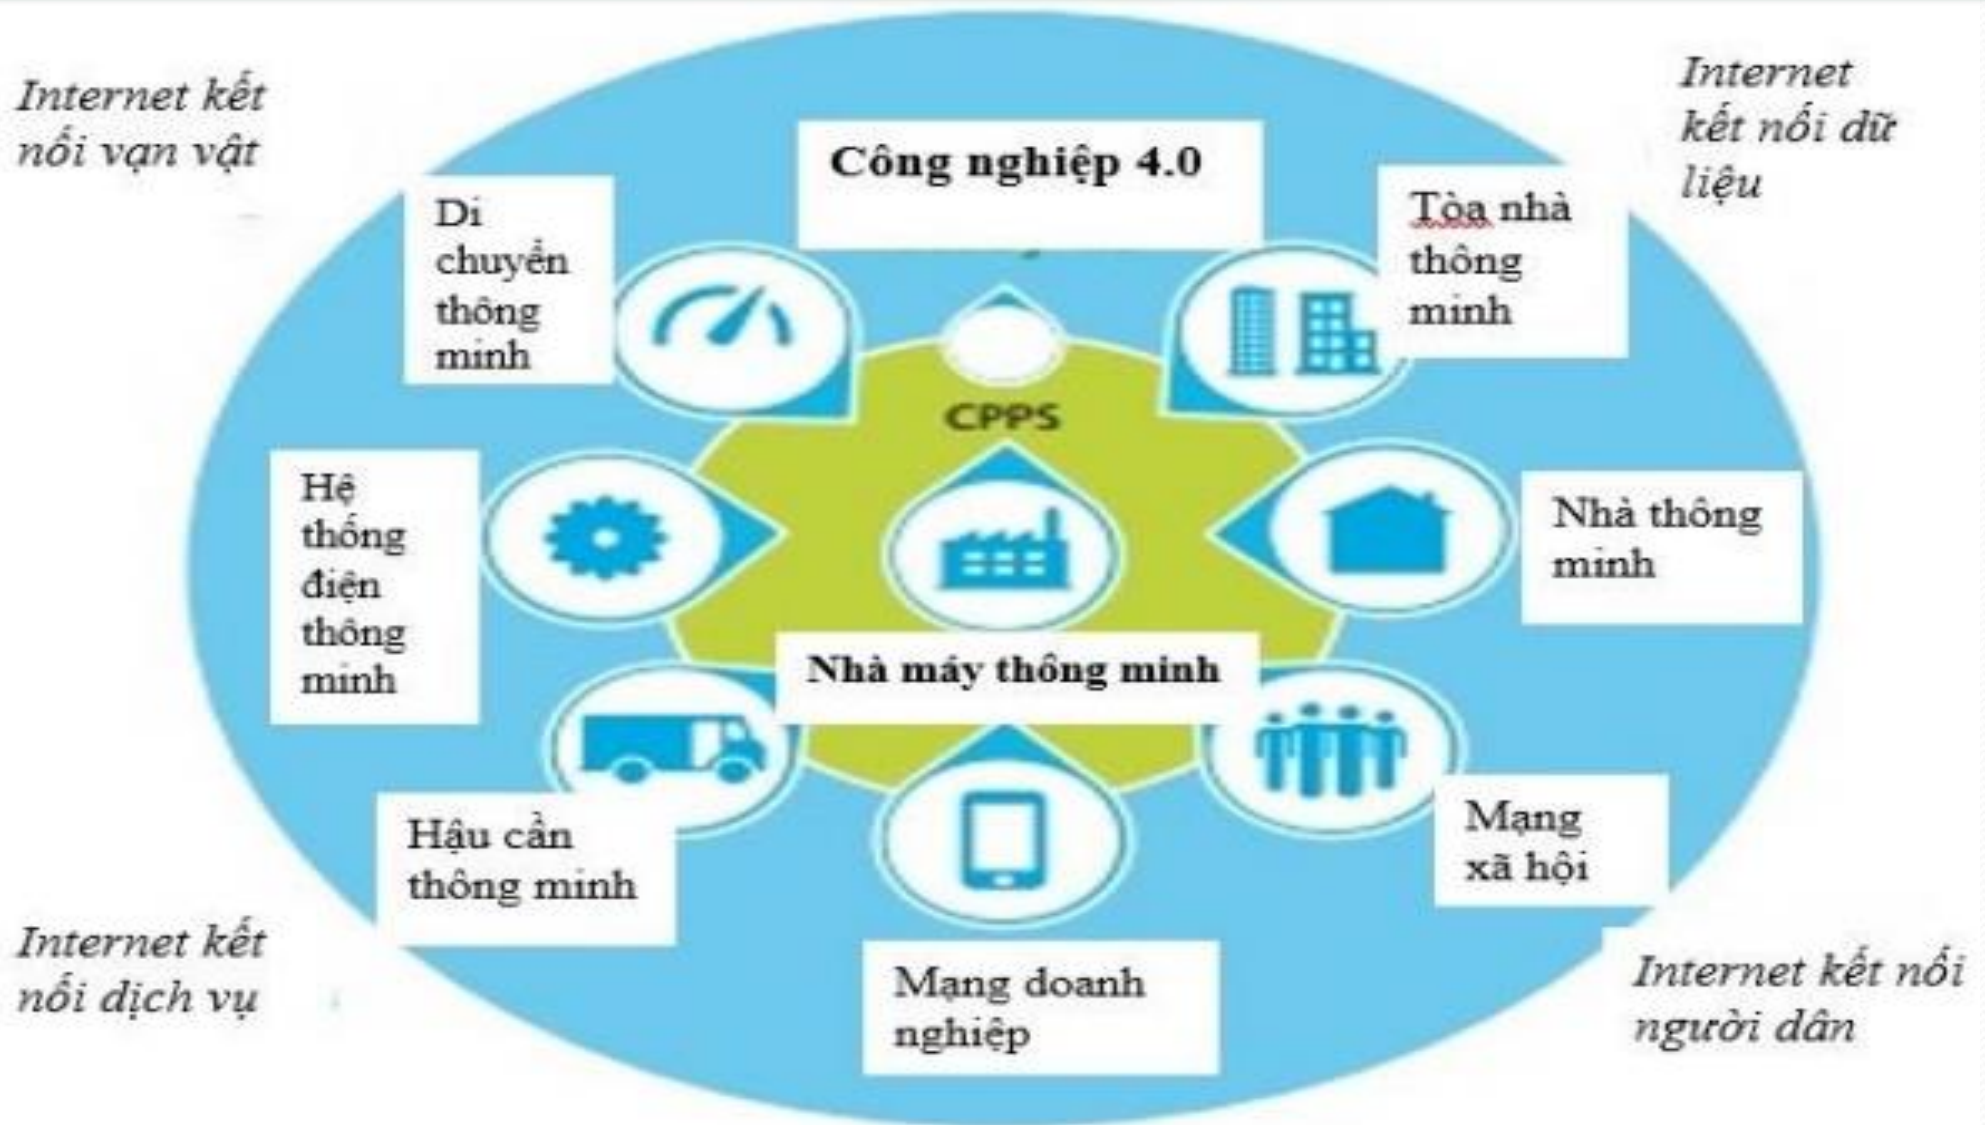 Internet kết
nối vạn vật
Internet
kết nối dữ
liệu
Công nghiệp 4.0
Di
chuyển
thông
minh
Tòa nhà
thông
minh
CPPS
Hệ
thống
điện
thông
minh
Nhà thông
minh
Nhà máy thông minh
Hậu cần
thông minh
Mạng
xã hội
Mạng doanh
nghiệp
Internet kết
nối dịch vụ
Internet kết nối
người dân